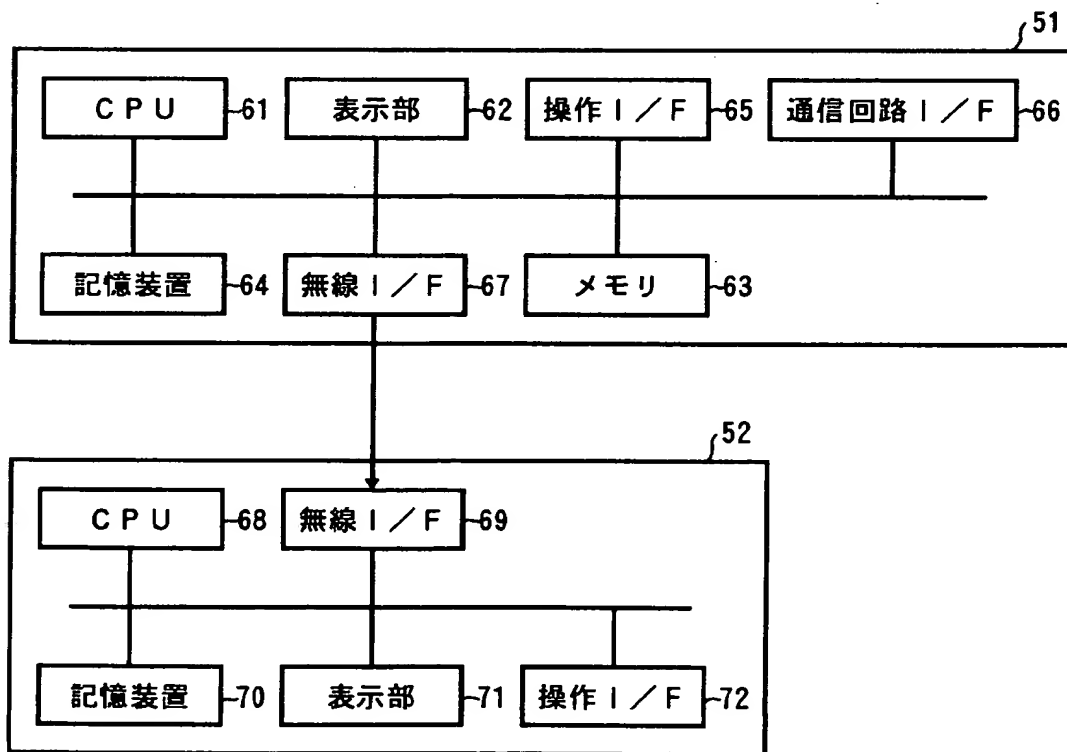 51
CPU 61
表示部 62
操作I/F 65
通信回路I/F 66
記憶装置 64
無線I/F 67
メモリ 63
52
CPU 68
無線I/F 69
記憶装置 70
表示部 71
操作I/F 72